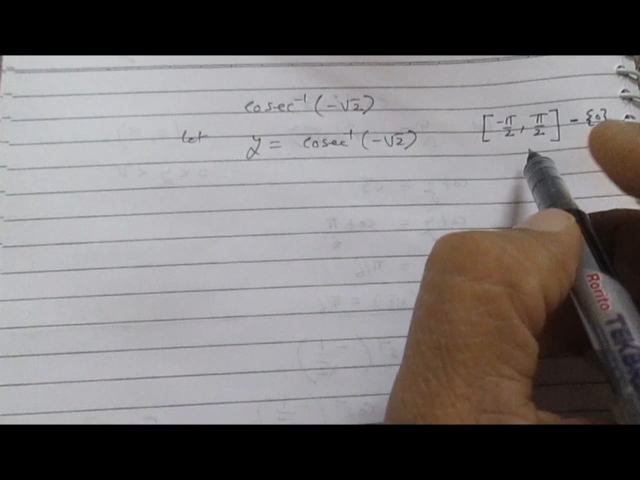 cosec⁻¹(-√2)
let y = cosec⁻¹(-√2) [-π/2, π/2] - {0}
Rorito